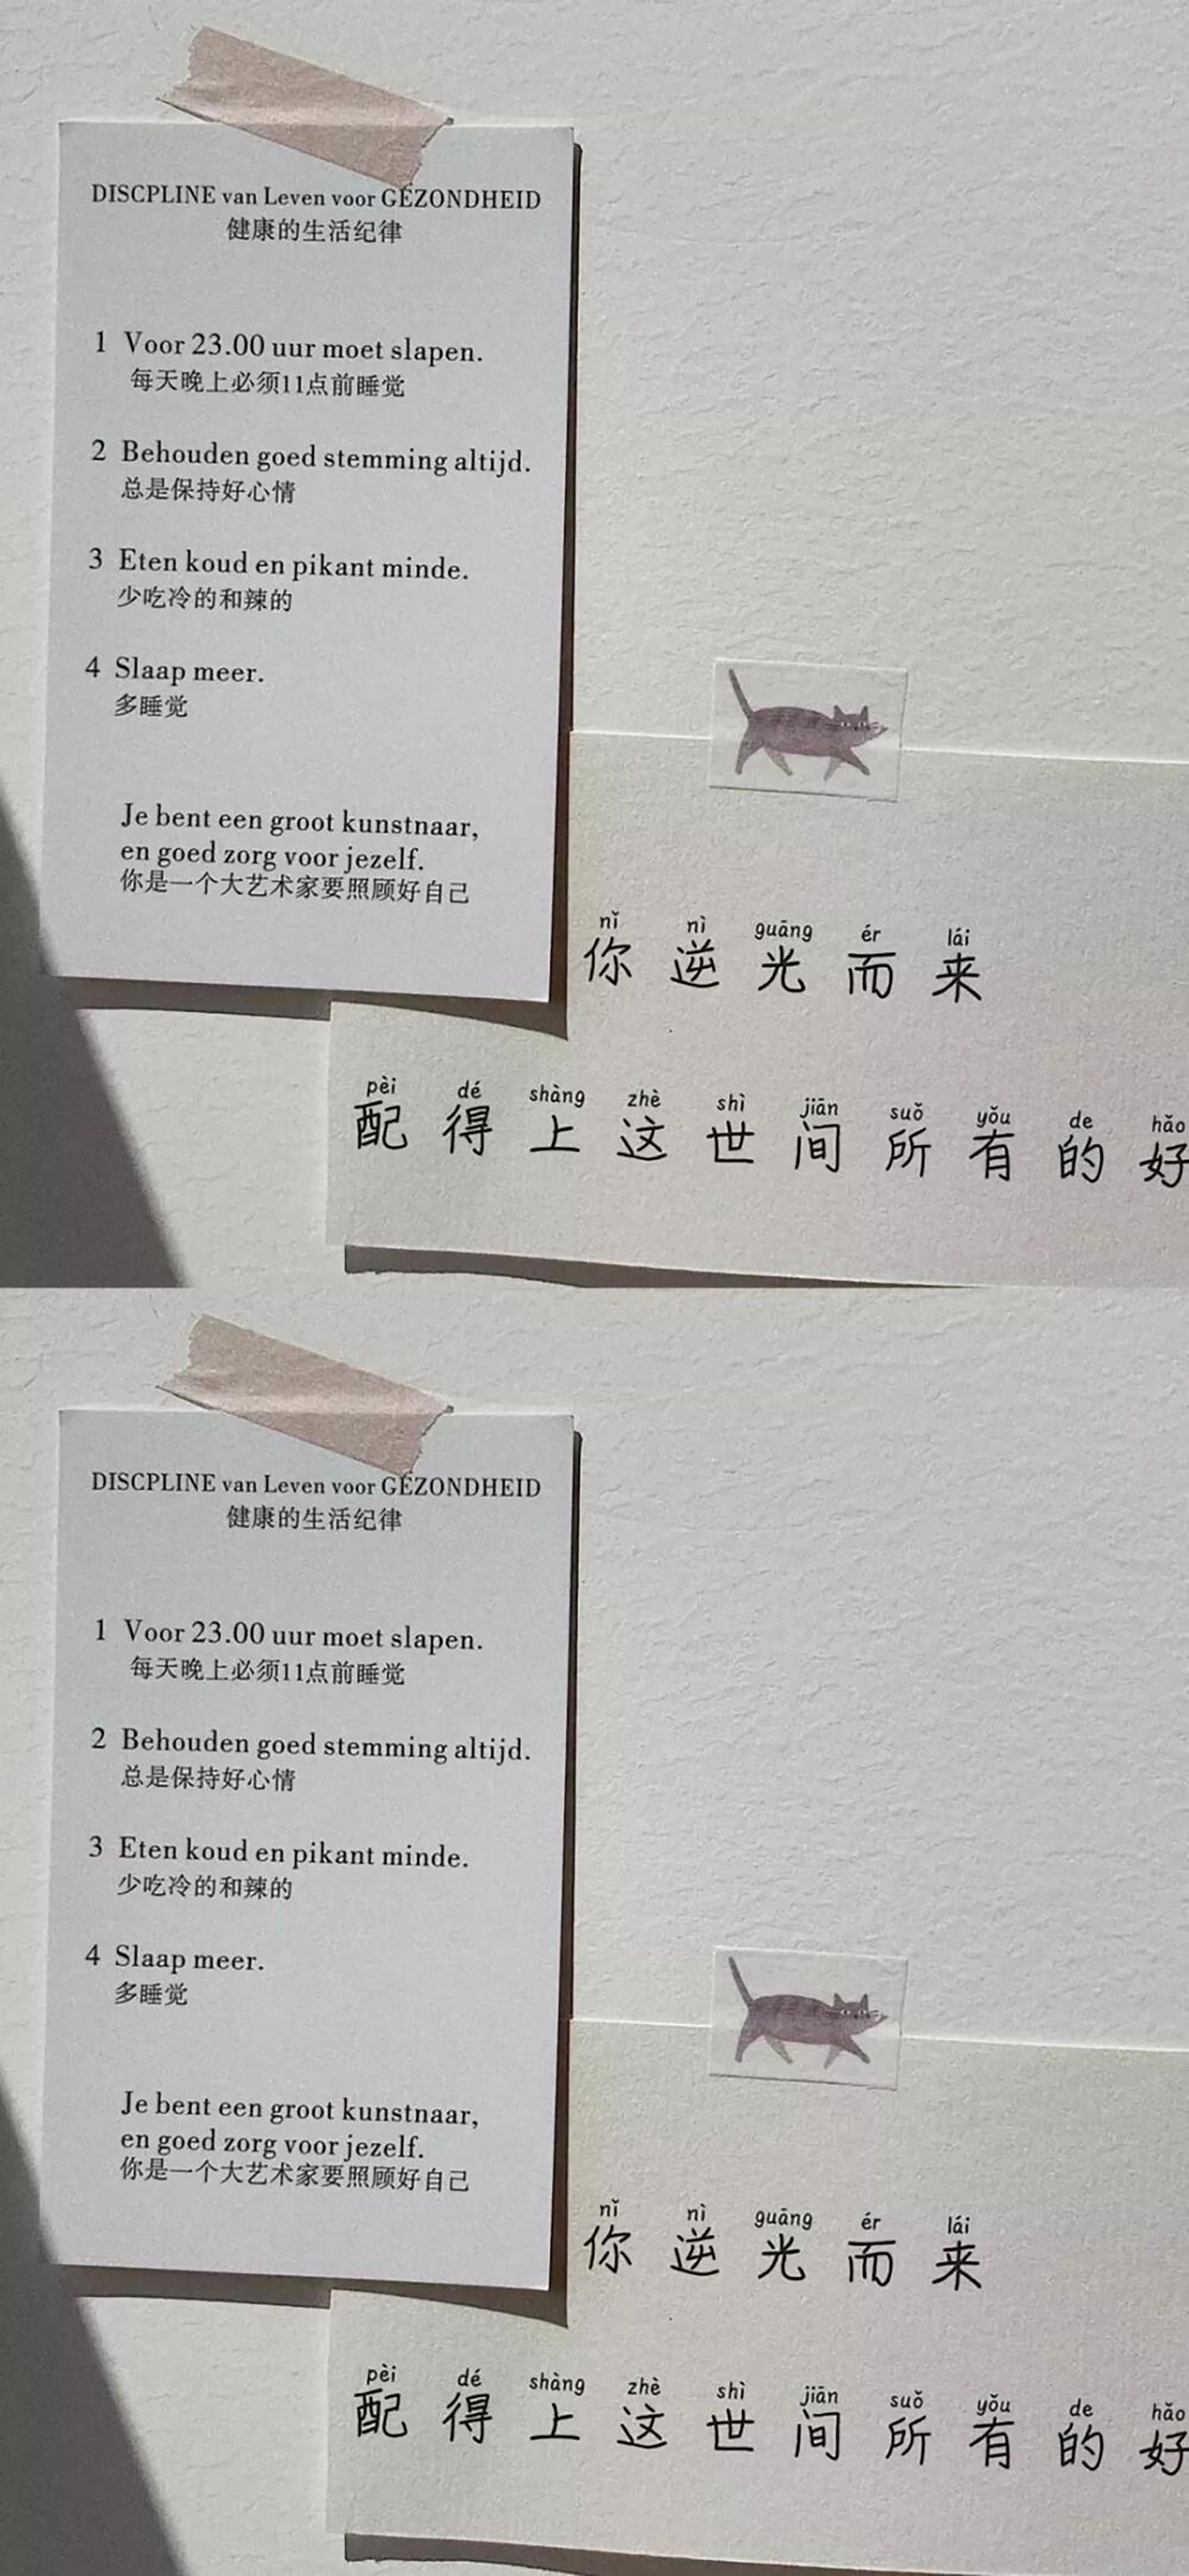 DISCPLINE van Leven voor GEZONDHEID
健康的生活纪律
1 Voor 23.00 uur moet slapen.
每天晚上必须11点前睡觉
2 Behouden goed stemming altijd.
总是保持好心情
3 Eten koud en pikant minde.
少吃冷的和辣的
4 Slaap meer.
多睡觉
Je bent een groot kunstnaar,
en goed zorg voor jezelf.
你是一个大艺术家要照顾好自己
nǐ nì guāng ér lái
你逆光而来
pèi dé shàng zhè shì jiān suǒ yǒu de hǎo
配得上这世间所有的好
DISCPLINE van Leven voor GEZONDHEID
健康的生活纪律
1 Voor 23.00 uur moet slapen.
每天晚上必须11点前睡觉
2 Behouden goed stemming altijd.
总是保持好心情
3 Eten koud en pikant minde.
少吃冷的和辣的
4 Slaap meer.
多睡觉
Je bent een groot kunstnaar,
en goed zorg voor jezelf.
你是一个大艺术家要照顾好自己
nǐ nì guāng ér lái
你逆光而来
pèi dé shàng zhè shì jiān suǒ yǒu de hǎo
配得上这世间所有的好